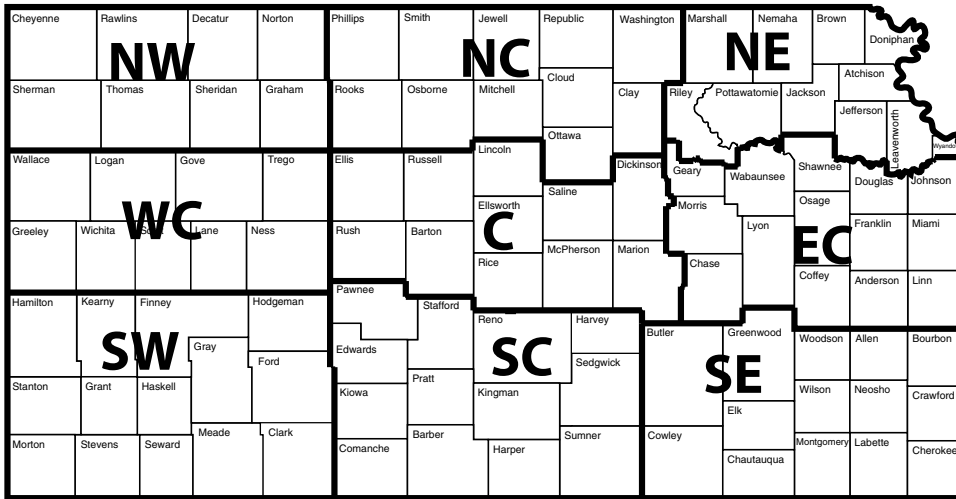 Cheyenne Rawlins Decatur Norton Phillips Smith Jewell Republic Washington Marshall Nemaha Brown
Doniphan
NW NC NE
Cloud Atchison
Sherman Thomas Sheridan Graham Rooks Osborne Mitchell Clay Riley Pottawatomie Jackson
Jefferson
Leavenworth
Ottawa
Lincoln
Wallace Logan Gove Trego Ellis Russell Dickinson Geary Wabaunsee Shawnee
Douglas Johnson
Saline
Ellsworth Morris Osage
WC C EC
Greeley Wichita Lane Ness Rush Barton Lyon Franklin Miami
McPherson Marion
Rice Chase
Coffey Anderson Linn
Pawnee
Hamilton Kearny Finney Hodgeman Stafford
Reno Harvey
Butler Greenwood Woodson Allen Bourbon
SW SC SE
Gray Edwards
Ford Sedgwick
Pratt
Stanton Grant Haskell Kiowa Kingman Wilson Neosho Crawford
Elk
Meade Clark Barber Sumner Cowley
Morton Stevens Seward Comanche Harper Montgomery Labette Cherokee
Chautauqua